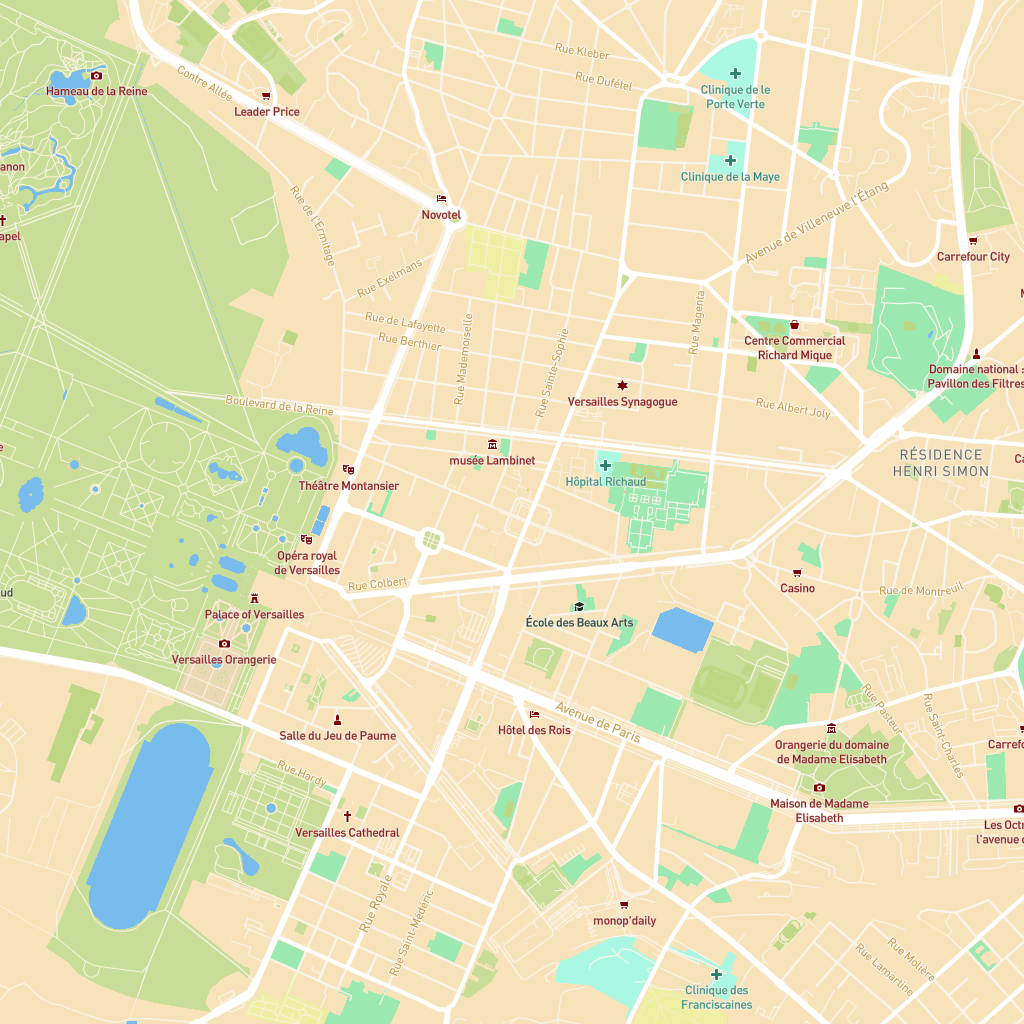 Rue Kleber
Rue Dufétel
Contre Allée
Hameau de la Reine
Leader Price
Clinique de le
Porte Verte
anon
Clinique de la Maye
Novotel
apel
Rue de l'Ermitage
Avenue de Villeneuve l'Étang
Carrefour City
Rue Exelmans
Rue de Lafayette
Rue Berthier
Rue Mademoiselle
Rue Sainte-Sophie
Rue Magenta
Centre Commercial
Richard Mique
Domaine national :
Pavillon des Filtres
Versailles Synagogue
Boulevard de la Reine
Rue Albert Joly
musée Lambinet
RÉSIDENCE
HENRI SIMON
Théâtre Montansier
Hôpital Richaud
Opéra royal
de Versailles
Rue Colbert
Casino
Rue de Montreuil
ud
Palace of Versailles
École des Beaux Arts
Versailles Orangerie
Salle du Jeu de Paume
Hôtel des Rois
Avenue de Paris
Rue Pasteur
Rue Saint-Charles
Orangerie du domaine
de Madame Elisabeth
Carrefo
Rue Hardy
Maison de Madame
Elisabeth
Versailles Cathedral
Les Octr
l'avenue d
Rue Royale
Rue Saint-Médéric
monop'daily
Rue Molière
Rue Lamartine
Clinique des
Franciscaines